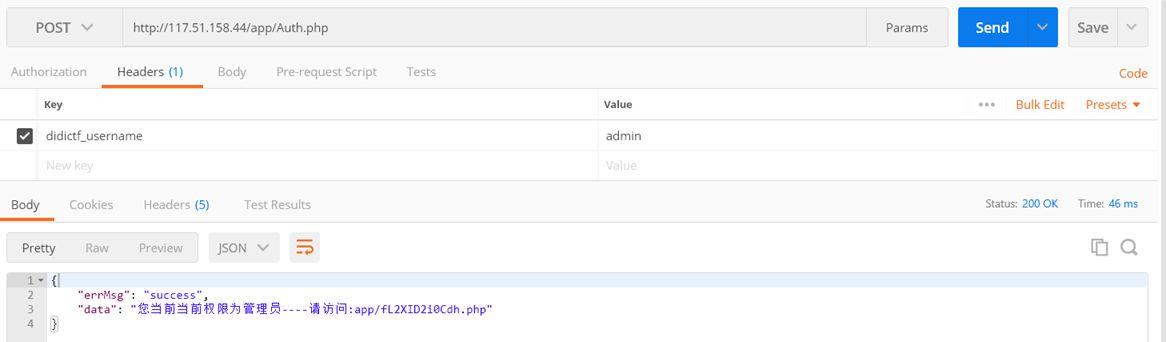 POST http://117.51.158.44/app/Auth.php Params Send Save
Authorization Headers (1) Body Pre-request Script Tests Code
Key Value ••• Bulk Edit Presets
didictf_username admin
New key Value
Body Cookies Headers (5) Test Results Status: 200 OK Time: 46 ms
Pretty Raw Preview JSON
1 {
2 "errMsg": "success",
3 "data": "您当前当前权限为管理员----请访问:app/fL2XID2i0Cdh.php"
4 }